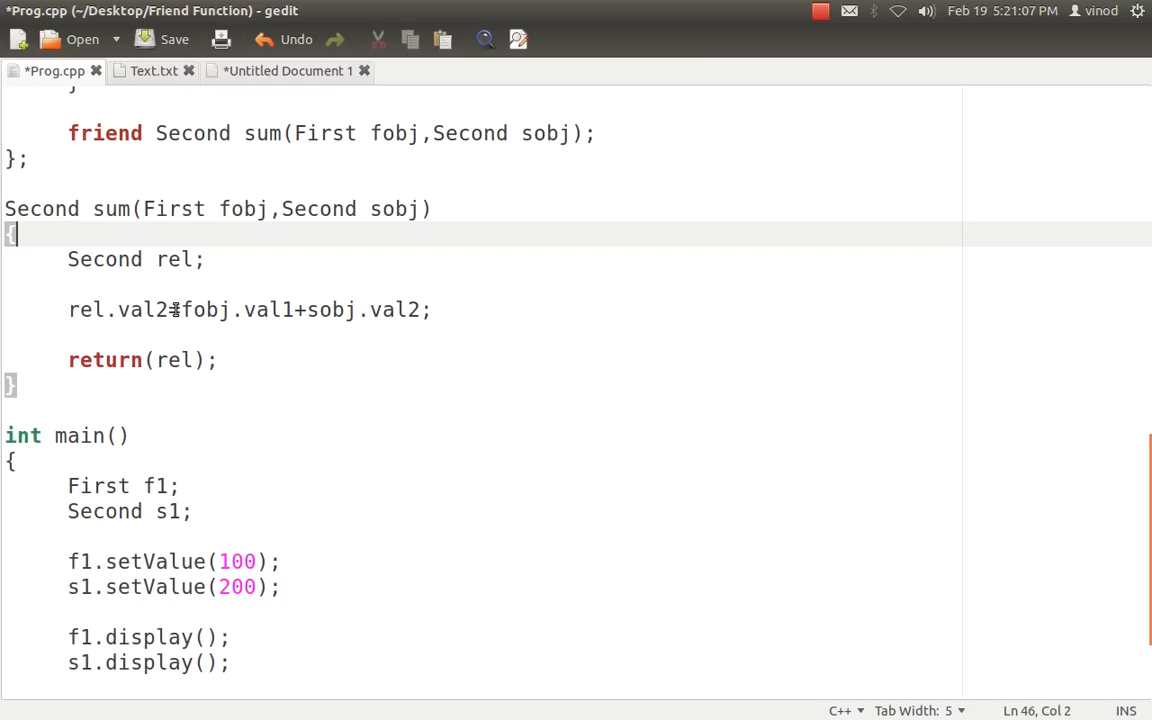 *Prog.cpp (~/Desktop/Friend Function) - gedit
Feb 19 5:21:07 PM vinod
Open Save Undo
*Prog.cpp Text.txt *Untitled Document 1
}
friend Second sum(First fobj,Second sobj);
};
Second sum(First fobj,Second sobj)
{
Second rel;
rel.val2=fobj.val1+sobj.val2;
return(rel);
}
int main()
{
First f1;
Second s1;
f1.setValue(100);
s1.setValue(200);
f1.display();
s1.display();
C++ Tab Width: 5 Ln 46, Col 2 INS